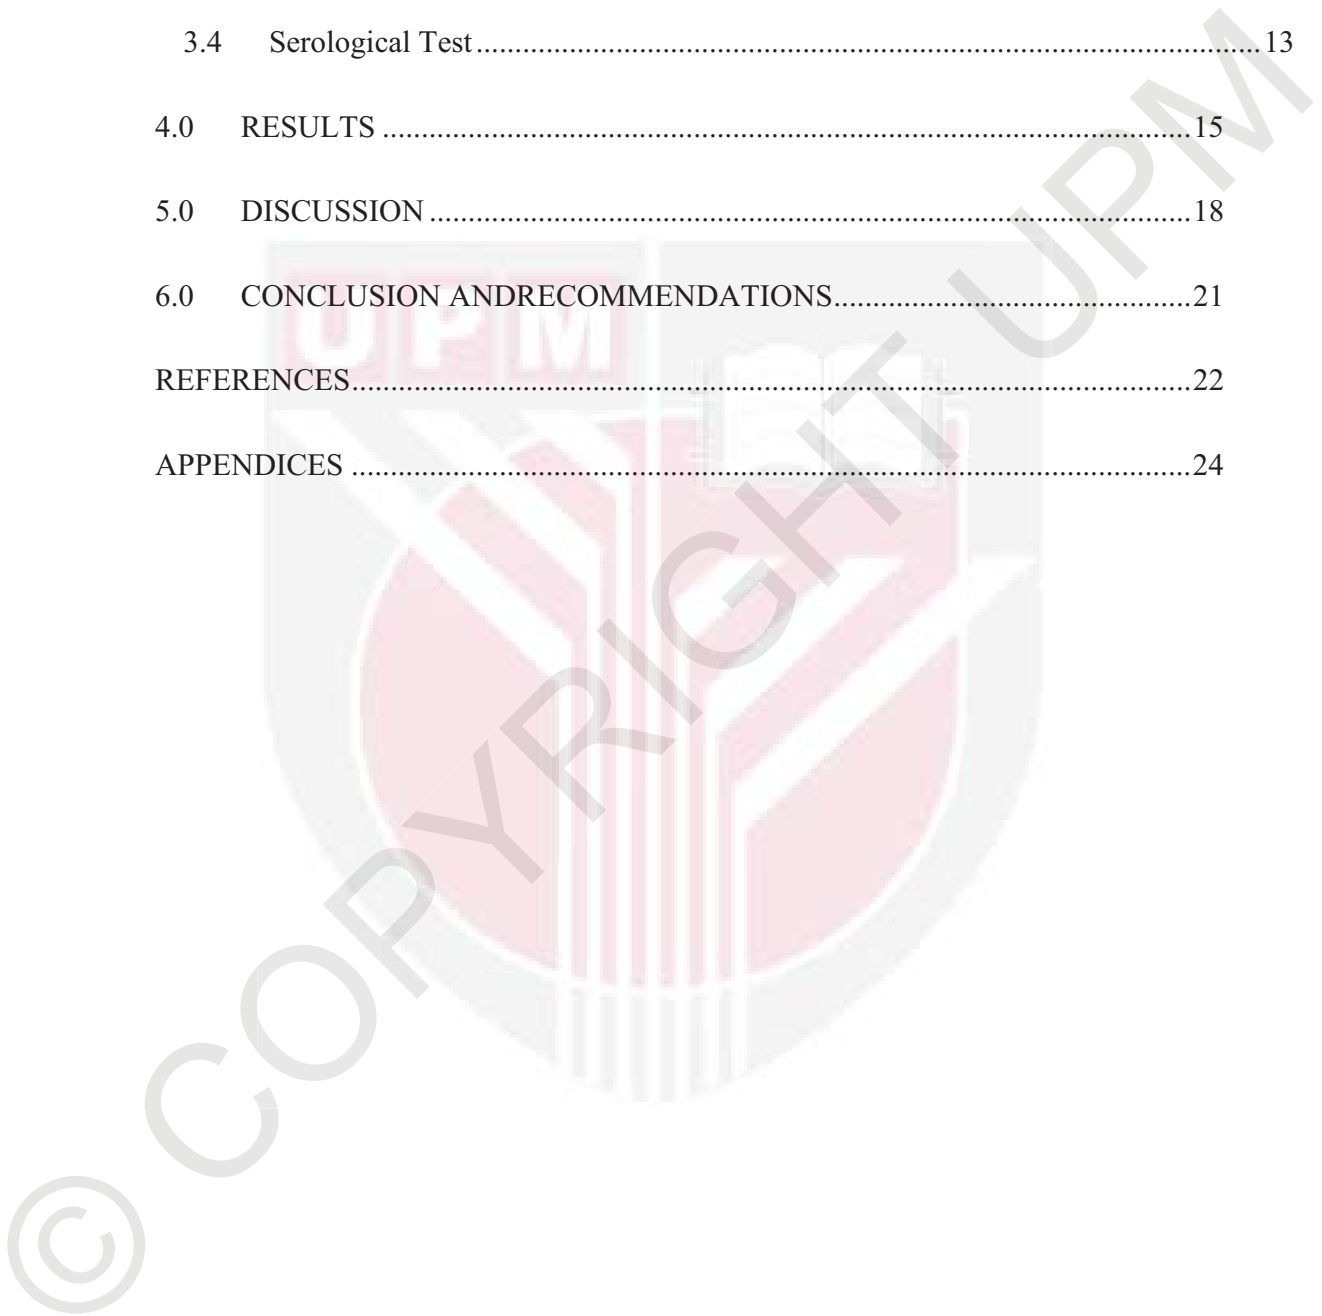 3.4 Serological Test ........................................................................................................ 13
4.0 RESULTS ........................................................................................................ 15
5.0 DISCUSSION ................................................................................................ 18
6.0 CONCLUSION ANDRECOMMENDATIONS............................................. 21
REFERENCES.......................................................................................................... 22
APPENDICES .......................................................................................................... 24
UPM
© COPYRIGHT UPM